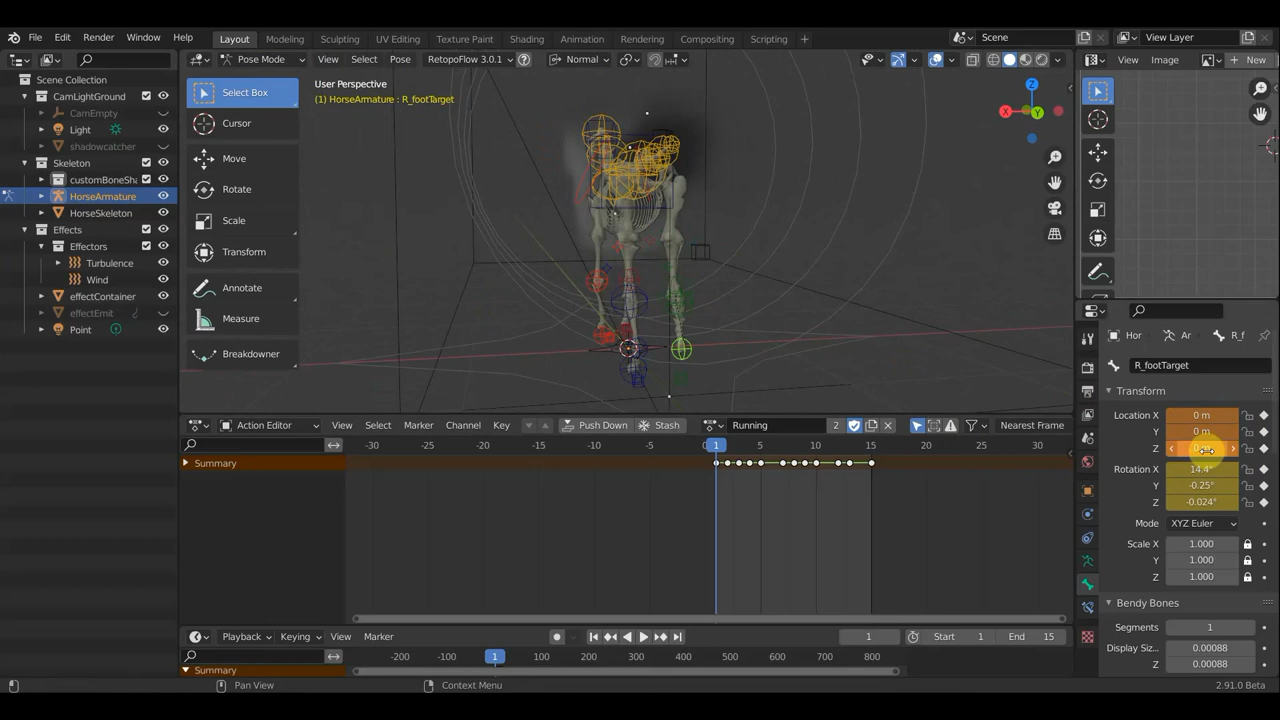 File Edit Render Window Help
Layout Modeling Sculpting UV Editing Texture Paint Shading Animation Rendering Compositing Scripting
Scene
View Layer
Scene Collection
CamLightGround
CamEmpty
Light
shadowcatcher
Skeleton
customBoneSha
HorseArmature
HorseSkeleton
Effects
Effectors
Turbulence
Wind
effectContainer
effectEmit
Point
Pose Mode View Select Pose RetopoFlow 3.0.1 Normal
Select Box
Cursor
Move
Rotate
Scale
Transform
Annotate
Measure
Breakdowner
User Perspective
(1) HorseArmature : R_footTarget
X
Y
Z
View Image New
Action Editor View Select Marker Channel Key Push Down Stash Running 2 Nearest Frame
-30 -25 -20 -15 -10 -5 0 1 5 10 15 20 25 30
Summary
Playback Keying View Marker 1 Start 1 End 15
-200 -100 1 100 200 300 400 500 600 700 800
Summary
Hor Ar R_f
R_footTarget
Transform
Location X 0 m
Y 0 m
Z
Rotation X 14.4°
Y -0.25°
Z -0.024°
Mode XYZ Euler
Scale X 1.000
Y 1.000
Z 1.000
Bendy Bones
Segments 1
Display Siz... 0.00088
Z 0.00088
Pan View Context Menu 2.91.0 Beta